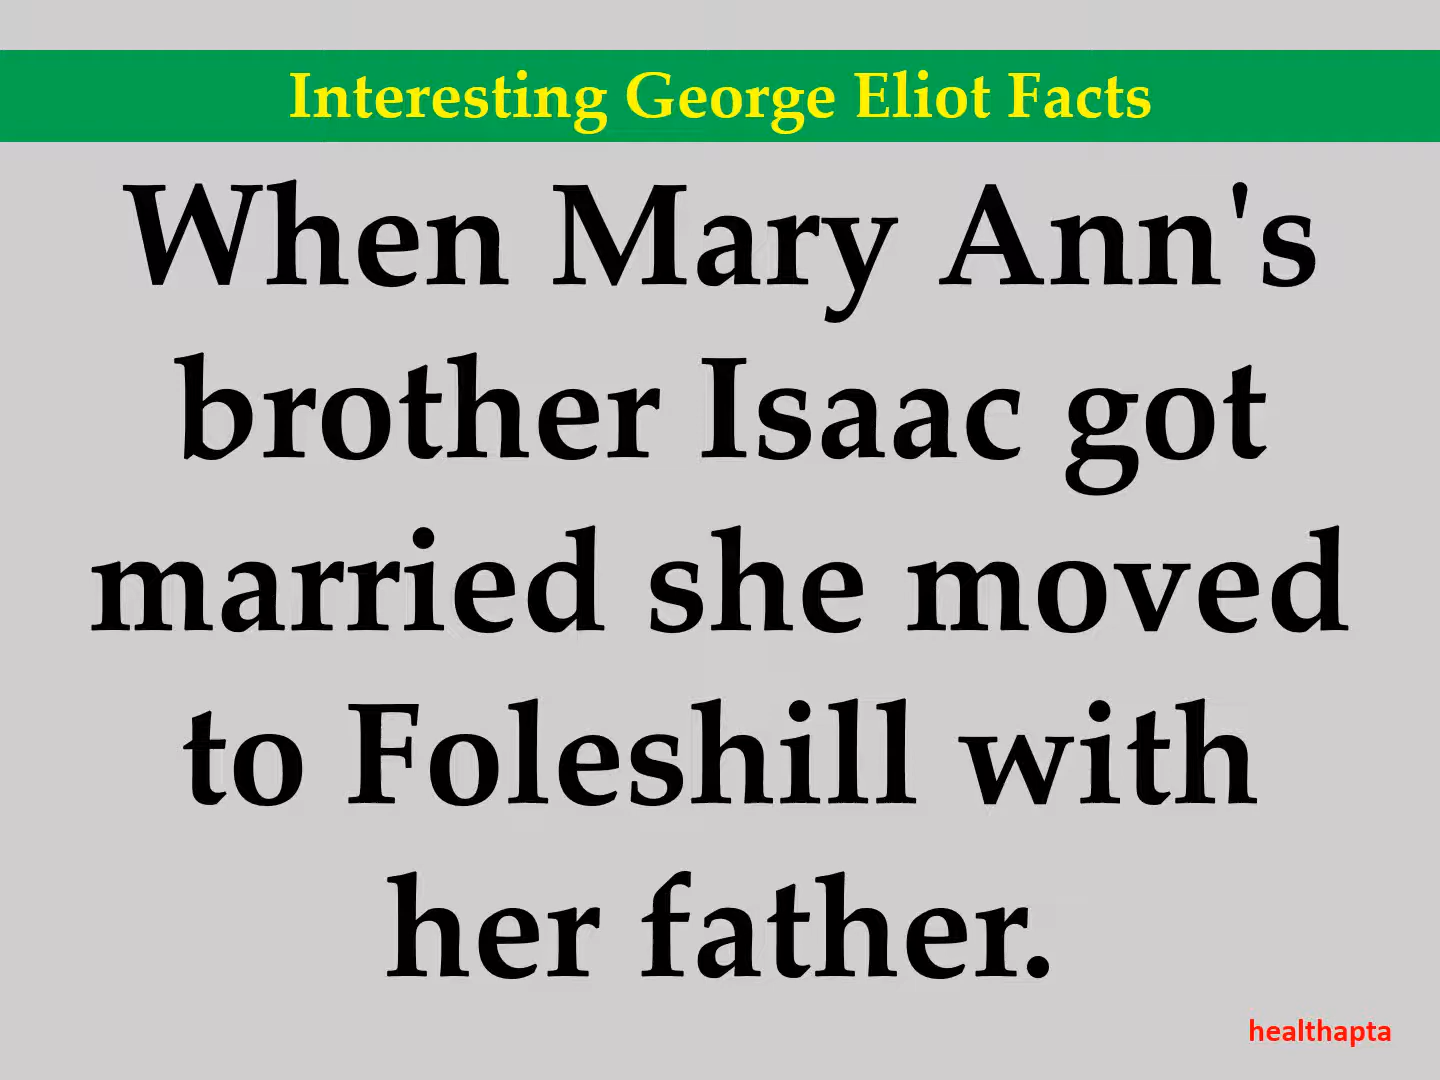 Interesting George Eliot Facts
When Mary Ann's
brother Isaac got
married she moved
to Foleshill with
her father.
healthapta